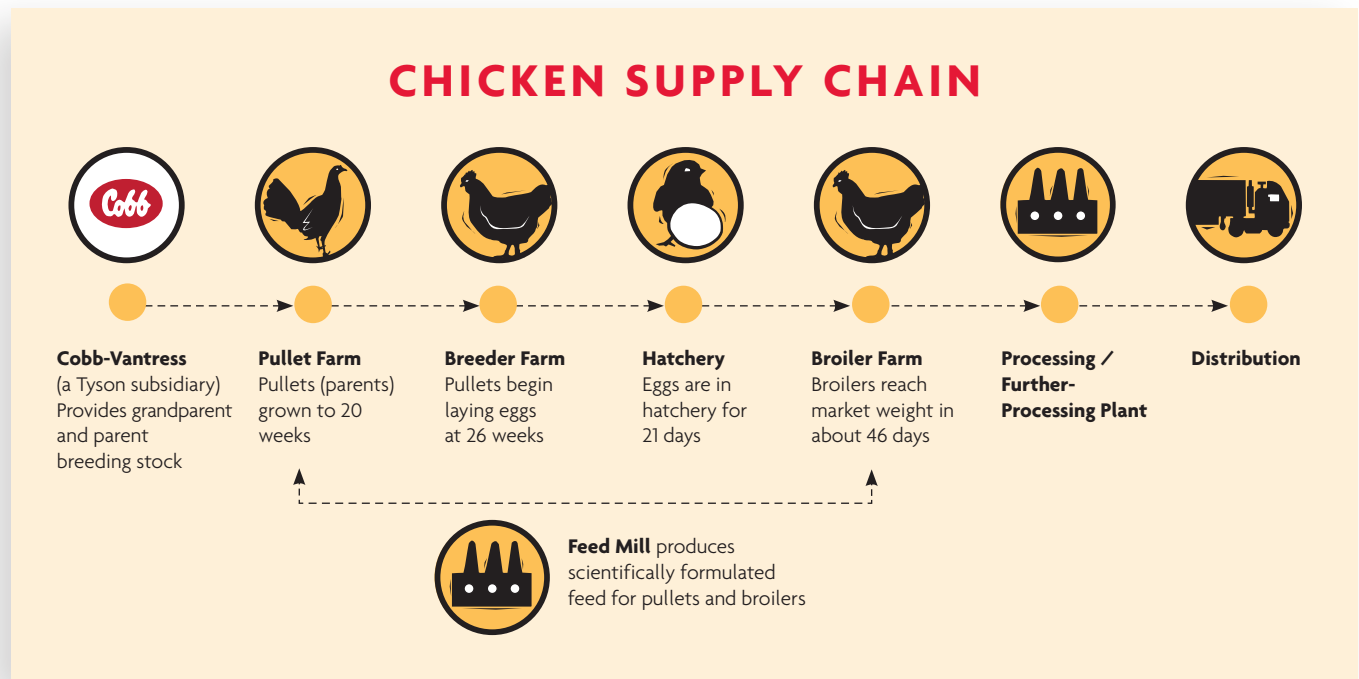 CHICKEN SUPPLY CHAIN
Cobb
Cobb-Vantress
(a Tyson subsidiary)
Provides grandparent
and parent
breeding stock
Pullet Farm
Pullets (parents)
grown to 20
weeks
Breeder Farm
Pullets begin
laying eggs
at 26 weeks
Hatchery
Eggs are in
hatchery for
21 days
Broiler Farm
Broilers reach
market weight in
about 46 days
Processing /
Further-
Processing Plant
Distribution
Feed Mill produces
scientifically formulated
feed for pullets and broilers